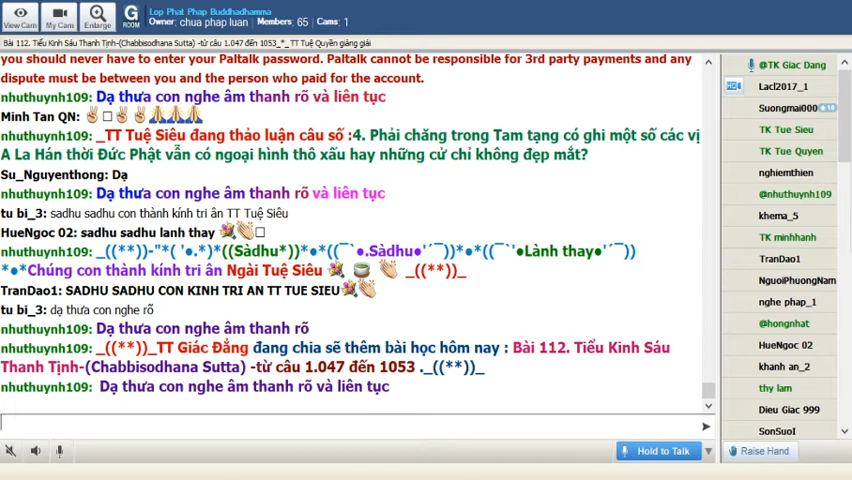 Lop Phat Phap Buddhadhamma
Owner: chua phap luan Members: 65 Cams: 1
View Cam My Cam Enlarge G ROOM
Bài 112. Tiểu Kinh Sáu Thanh Tịnh-(Chabbisodhana Sutta) -từ câu 1.047 đến 1053_*_ TT Tuệ Quyền giảng giải
you should never have to enter your Paltalk password. Paltalk cannot be responsible for 3rd party payments and any
dispute must be between you and the person who paid for the account.
nhuthuynh109: Dạ thưa con nghe âm thanh rõ và liên tục
Minh Tan QN: ✌🏻□✌🏻✌🏻🙏🏻🙏🏻🙏🏻
nhuthuynh109: _TT Tuệ Siêu đang thảo luận câu số :4. Phải chăng trong Tam tạng có ghi một số các vị
A La Hán thời Đức Phật vẫn có ngoại hình thô xấu hay những cử chỉ không đẹp mắt?
Su_Nguyenthong: Dạ
nhuthuynh109: Dạ thưa con nghe âm thanh rõ và liên tục
tu bi_3: sadhu sadhu con thành kính tri ân TT Tuệ Siêu
HueNgoc 02: sadhu sadhu lanh thay 💐👏🏻□
nhuthuynh109: _((**))-"*( '●.*)*((Sàdhu*))*●*((¯`●.Sàdhu●'´¯))*●*((¯`'●Lành thay●'´¯))
*●*Chúng con thành kính tri ân Ngài Tuệ Siêu 💐 🍵 👏🏻 _((**))_
TranDao1: SADHU SADHU CON KINH TRI AN TT TUE SIEU💐👏🏻
tu bi_3: dạ thưa con nghe rõ
nhuthuynh109: Dạ thưa con nghe âm thanh rõ
nhuthuynh109: _((**))_TT Giác Đẳng đang chia sẽ thêm bài học hôm nay : Bài 112. Tiểu Kinh Sáu
Thanh Tịnh-(Chabbisodhana Sutta) -từ câu 1.047 đến 1053 ._((**))_
nhuthuynh109: Dạ thưa con nghe âm thanh rõ và liên tục
Hold to Talk
@TK Giac Dang
HD Lacl2017_1
Suongmai000
TK Tue Sieu
TK Tue Quyen
nghiemthien
@nhuthuynh109
khema_5
TK minhhanh
TranDao1
NguoiPhuongNam
nghe phap_1
@hongnhat
HueNgoc 02
khanh an_2
thy lam
Dieu Giac 999
SonSuoI
Raise Hand